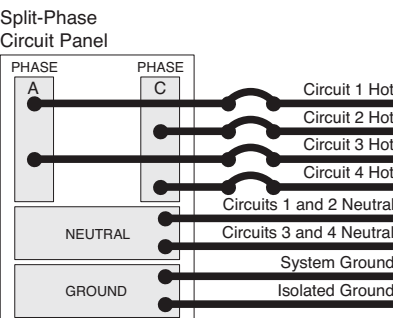 Split-Phase
Circuit Panel
PHASE PHASE
A C
Circuit 1 Hot
Circuit 2 Hot
Circuit 3 Hot
Circuit 4 Hot
Circuits 1 and 2 Neutral
NEUTRAL
Circuits 3 and 4 Neutral
System Ground
GROUND
Isolated Ground